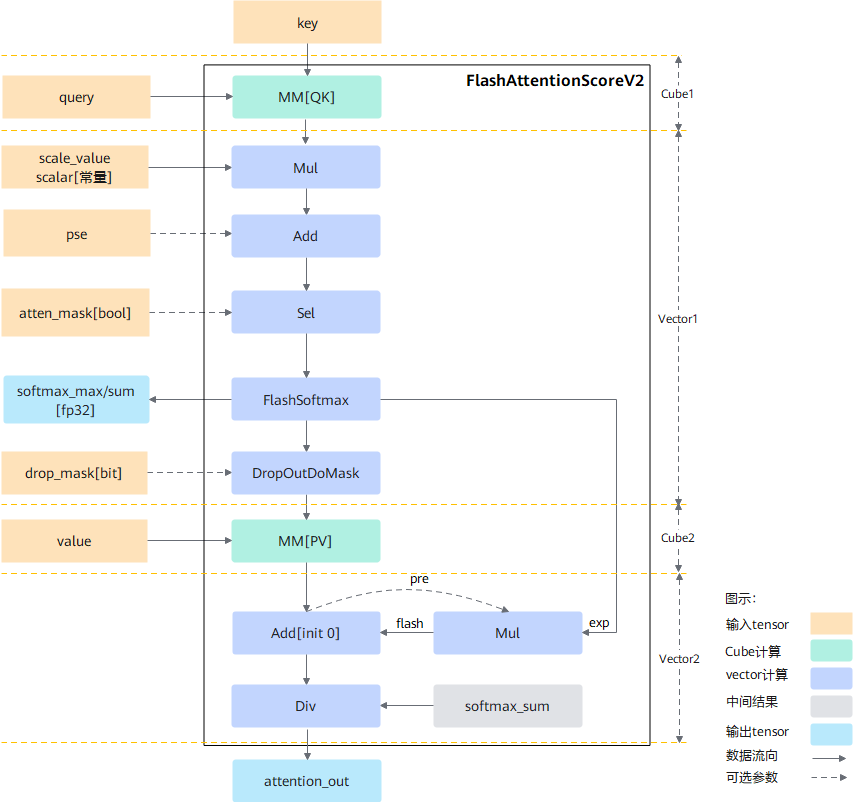 key
FlashAttentionScoreV2
query
MM[QK]
Cube1
scale_value
scalar[常量]
Mul
pse
Add
atten_mask[bool]
Sel
Vector1
softmax_max/sum
[fp32]
FlashSoftmax
drop_mask[bit]
DropOutDoMask
value
MM[PV]
Cube2
pre
Add[init 0]
flash
Mul
exp
Vector2
Div
softmax_sum
attention_out
图示：
输入tensor
Cube计算
vector计算
中间结果
输出tensor
数据流向
可选参数